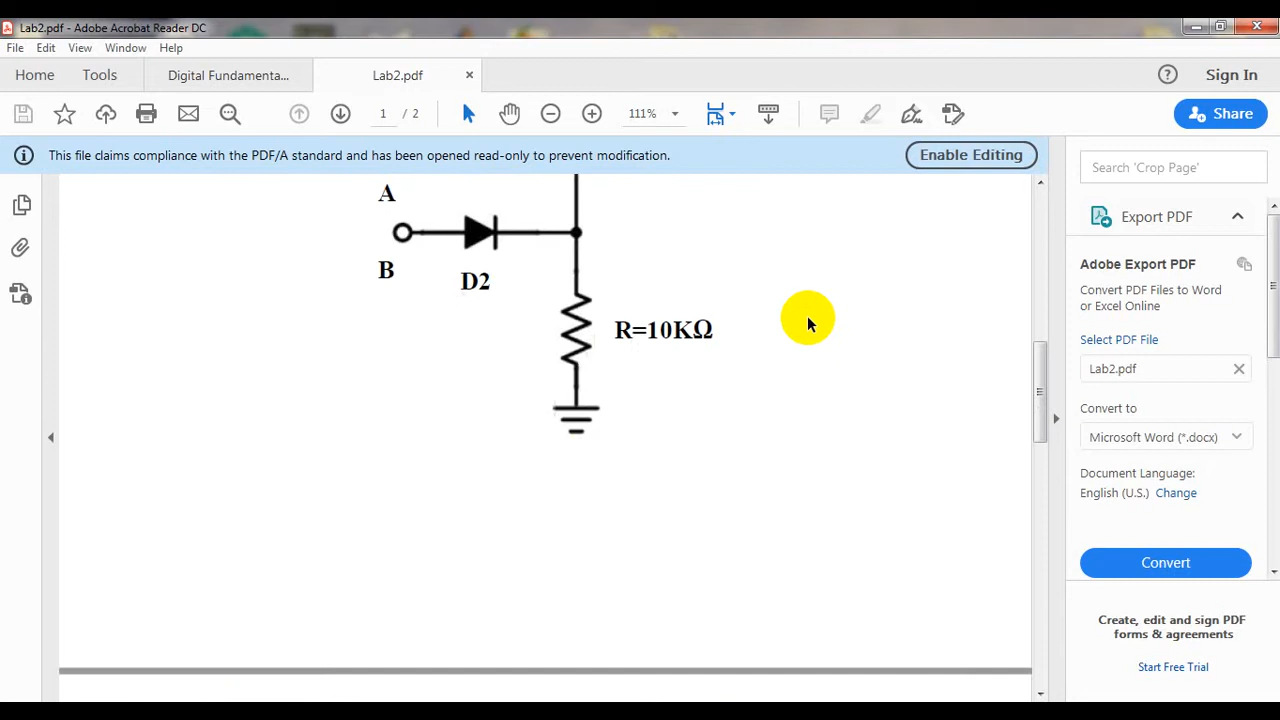 Lab2.pdf - Adobe Acrobat Reader DC
File Edit View Window Help
Home Tools Digital Fundamenta... Lab2.pdf × Sign In
1 / 2 111% Share
This file claims compliance with the PDF/A standard and has been opened read-only to prevent modification. Enable Editing
Search 'Crop Page'
Export PDF
Adobe Export PDF
Convert PDF Files to Word
or Excel Online
Select PDF File
Lab2.pdf
Convert to
Microsoft Word (*.docx)
Document Language:
English (U.S.) Change
Convert
Create, edit and sign PDF
forms & agreements
Start Free Trial
A
B
D2
R=10KΩ